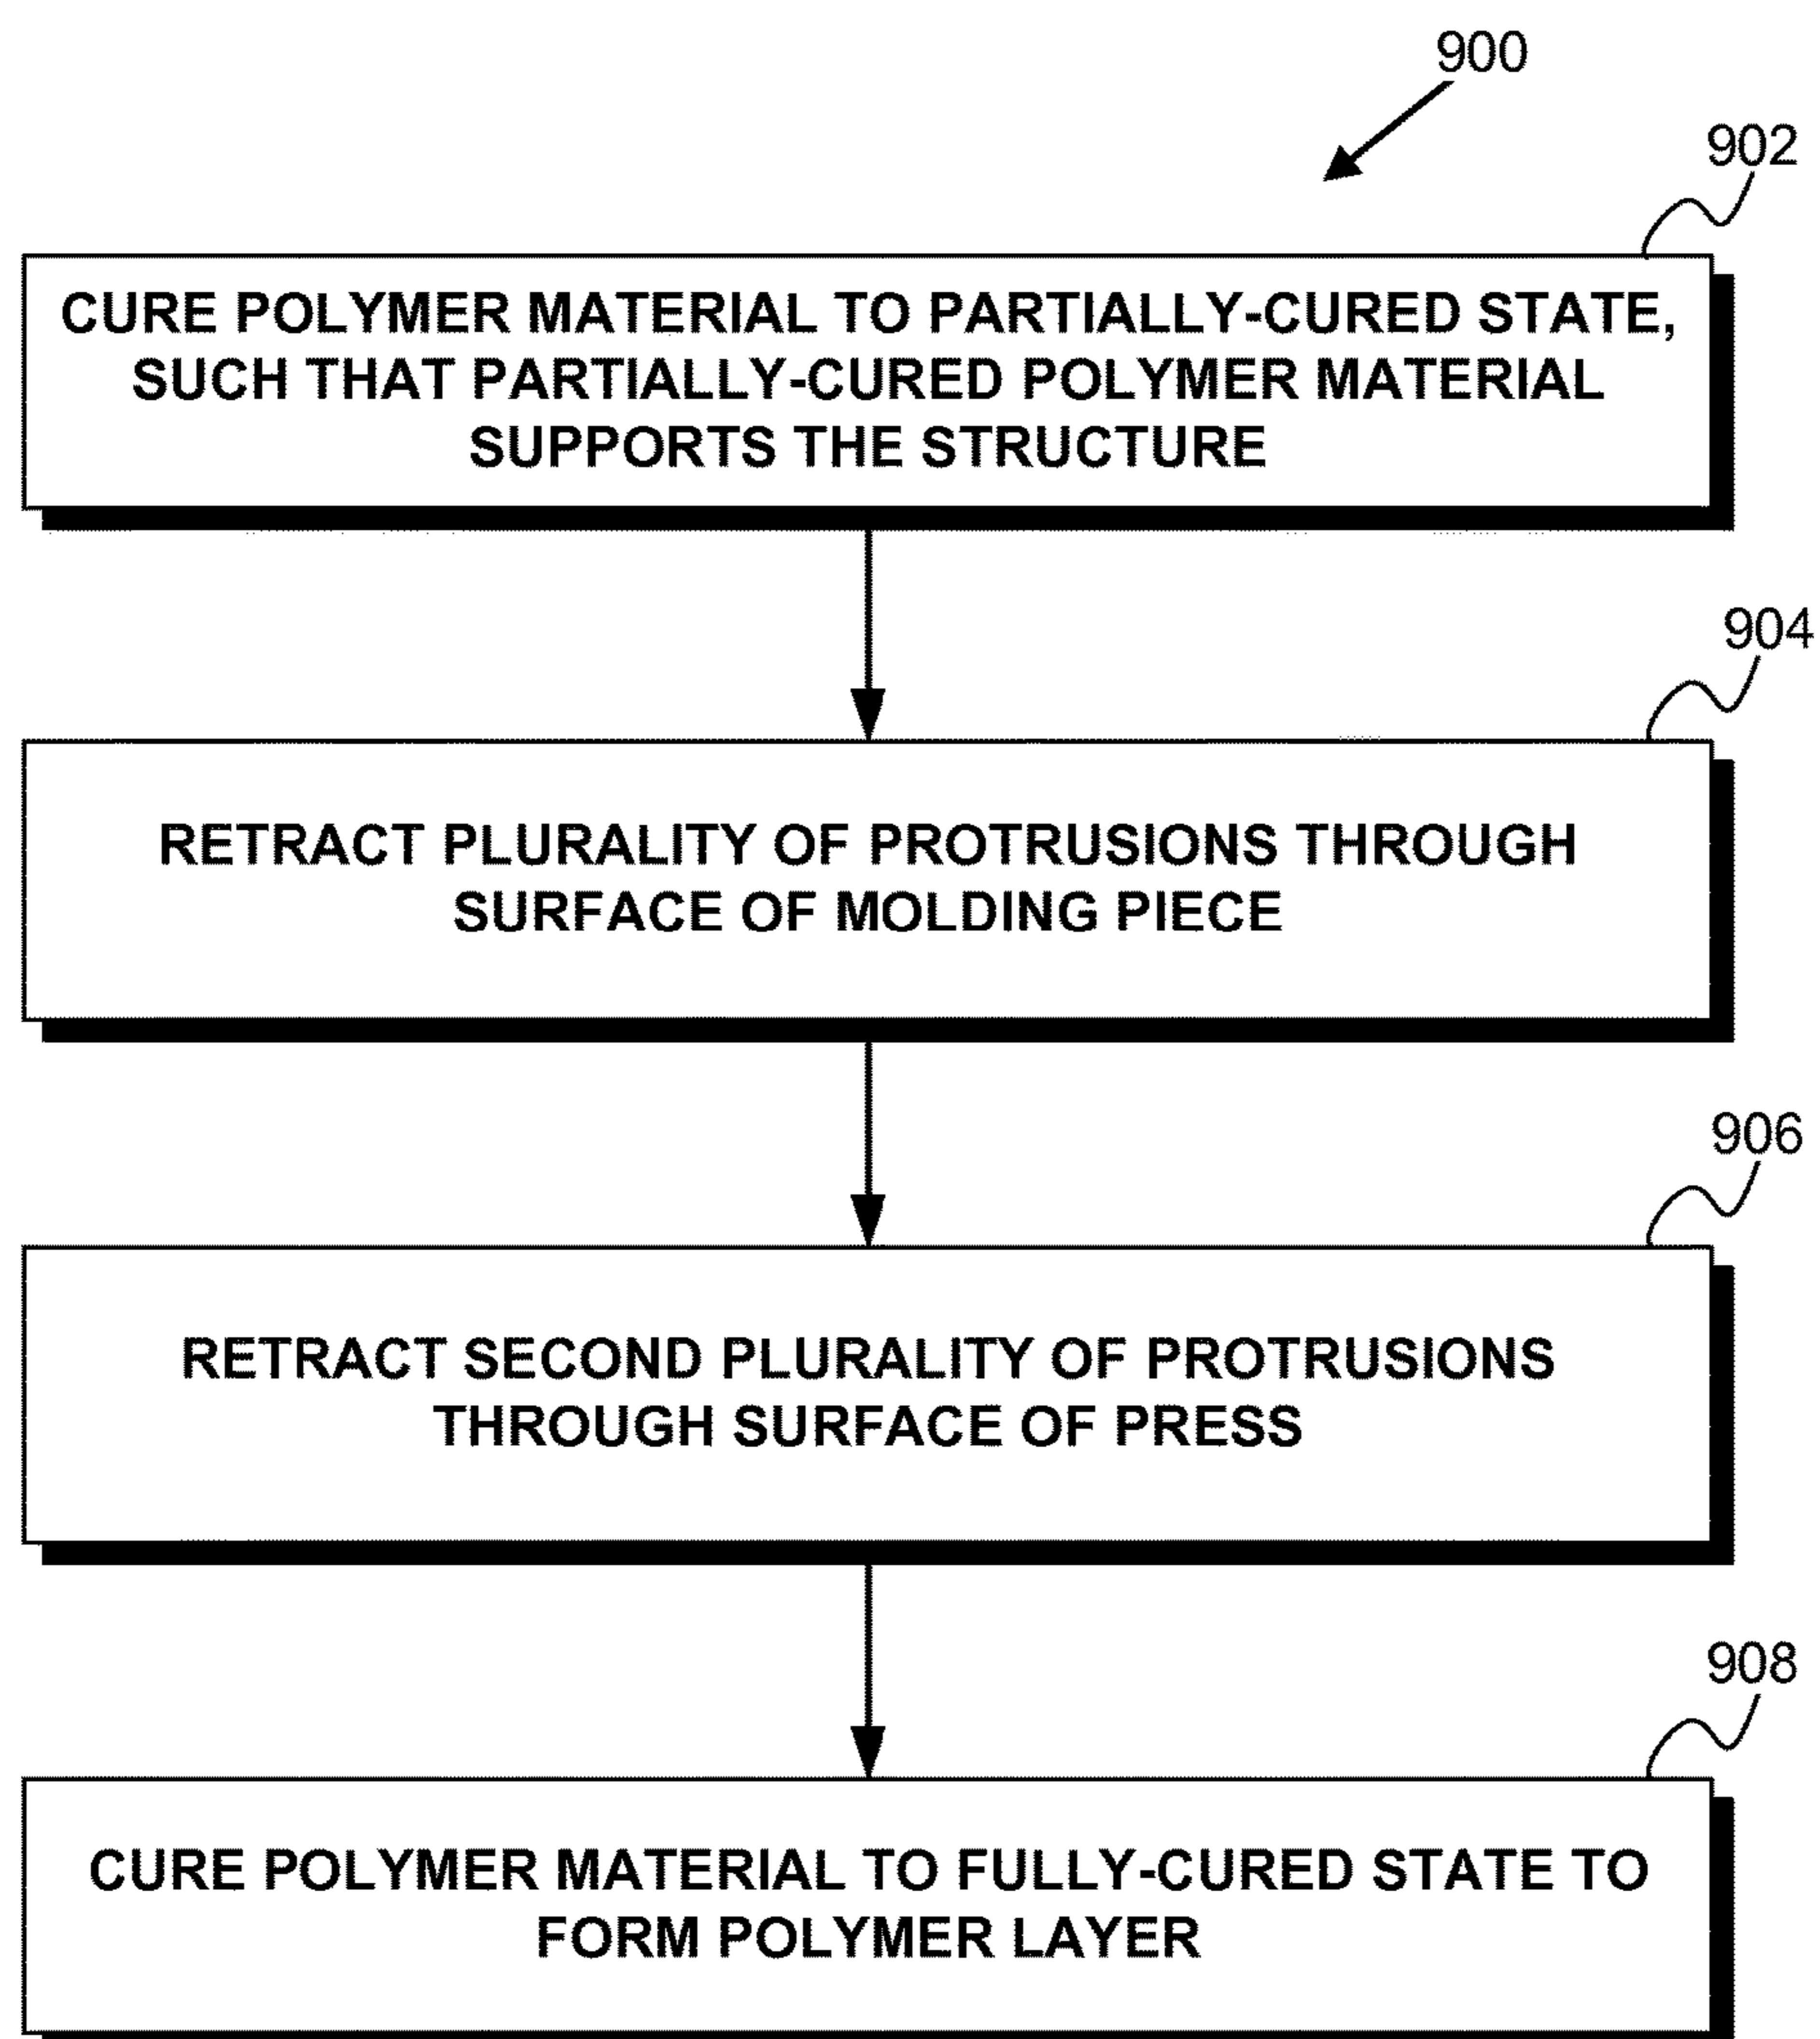 900
902
CURE POLYMER MATERIAL TO PARTIALLY-CURED STATE,
SUCH THAT PARTIALLY-CURED POLYMER MATERIAL
SUPPORTS THE STRUCTURE
904
RETRACT PLURALITY OF PROTRUSIONS THROUGH
SURFACE OF MOLDING PIECE
906
RETRACT SECOND PLURALITY OF PROTRUSIONS
THROUGH SURFACE OF PRESS
908
CURE POLYMER MATERIAL TO FULLY-CURED STATE TO
FORM POLYMER LAYER